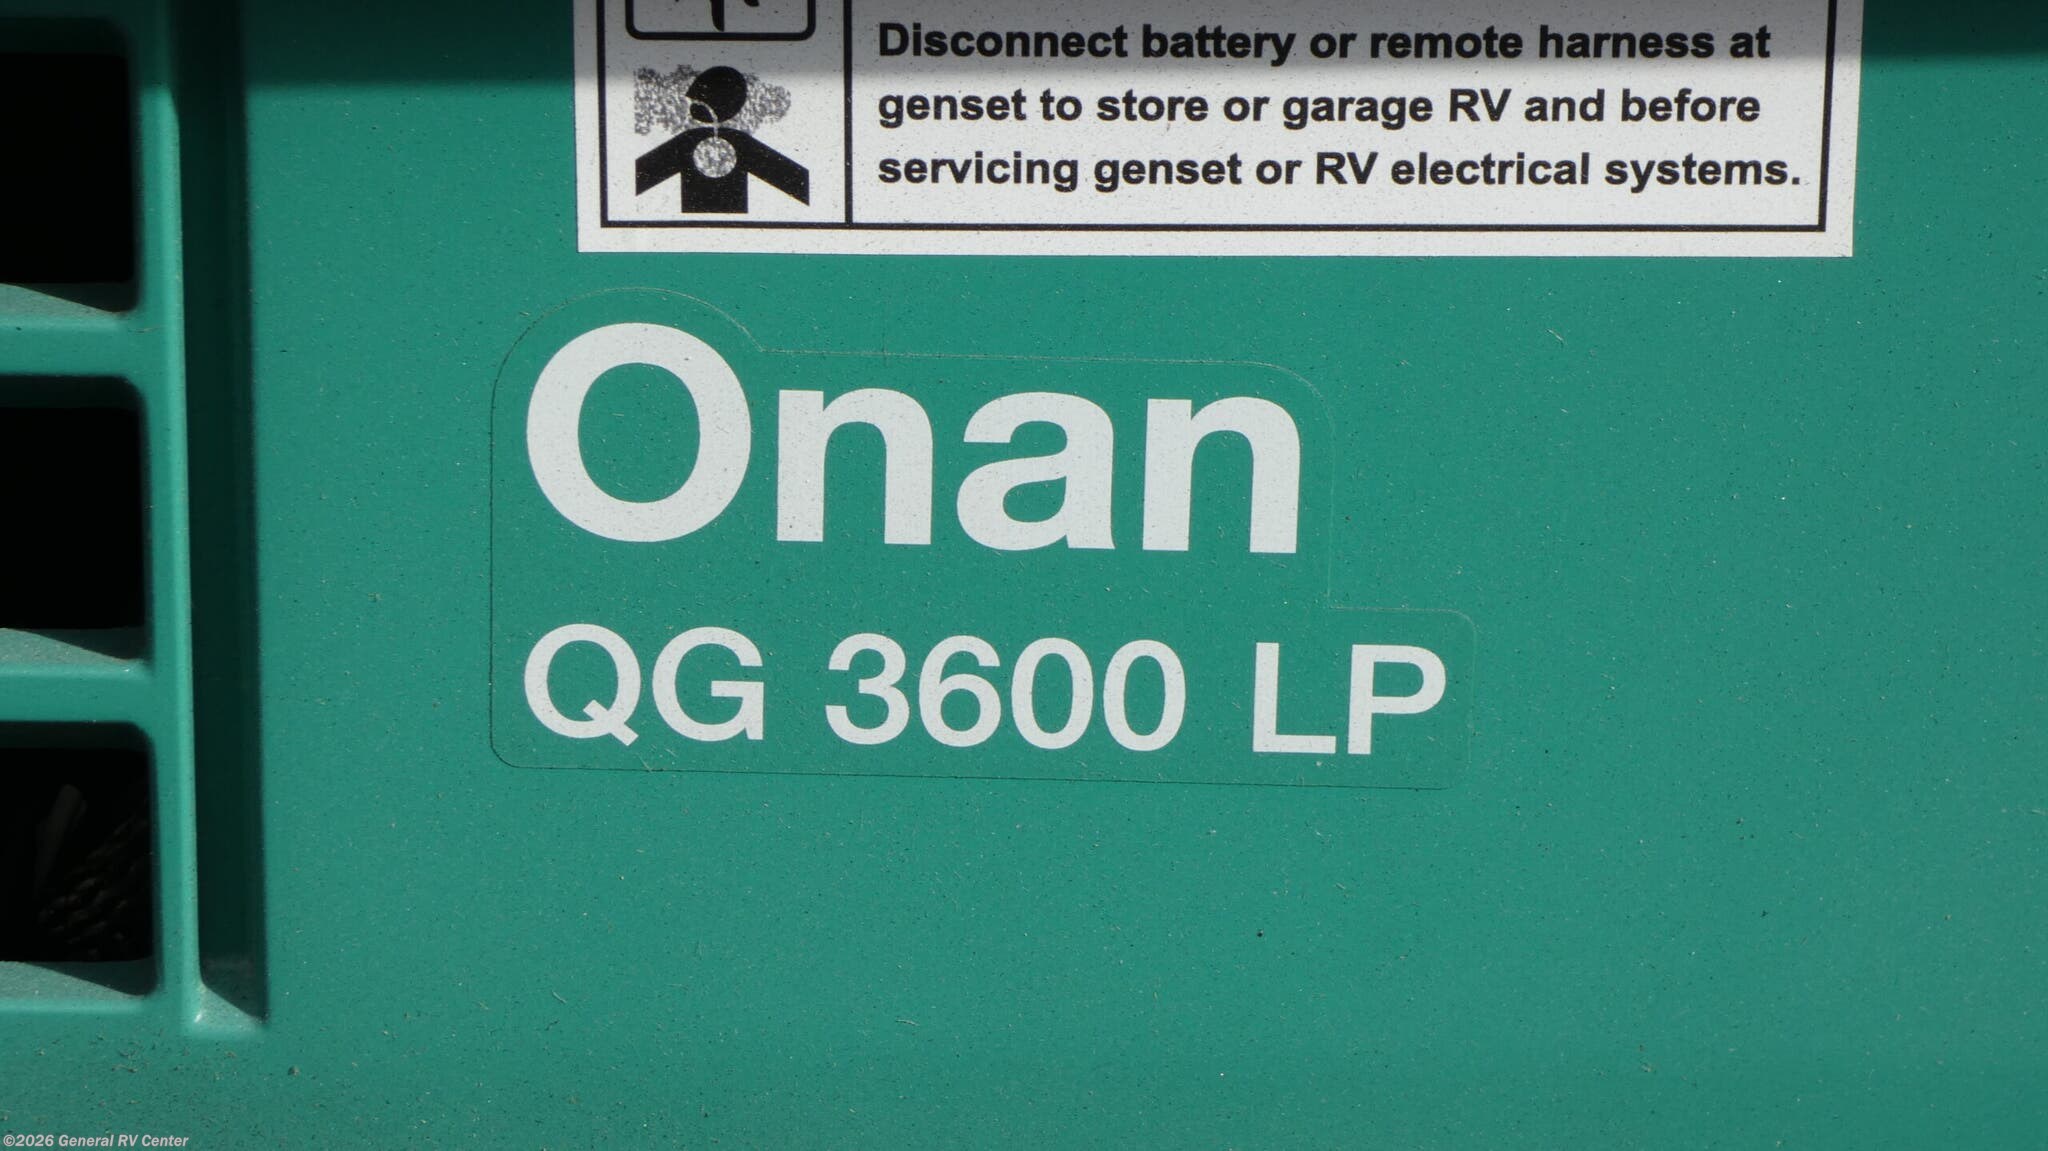 Disconnect battery or remote harness at
genset to store or garage RV and before
servicing genset or RV electrical systems.
Onan
QG 3600 LP
©2026 General RV Center